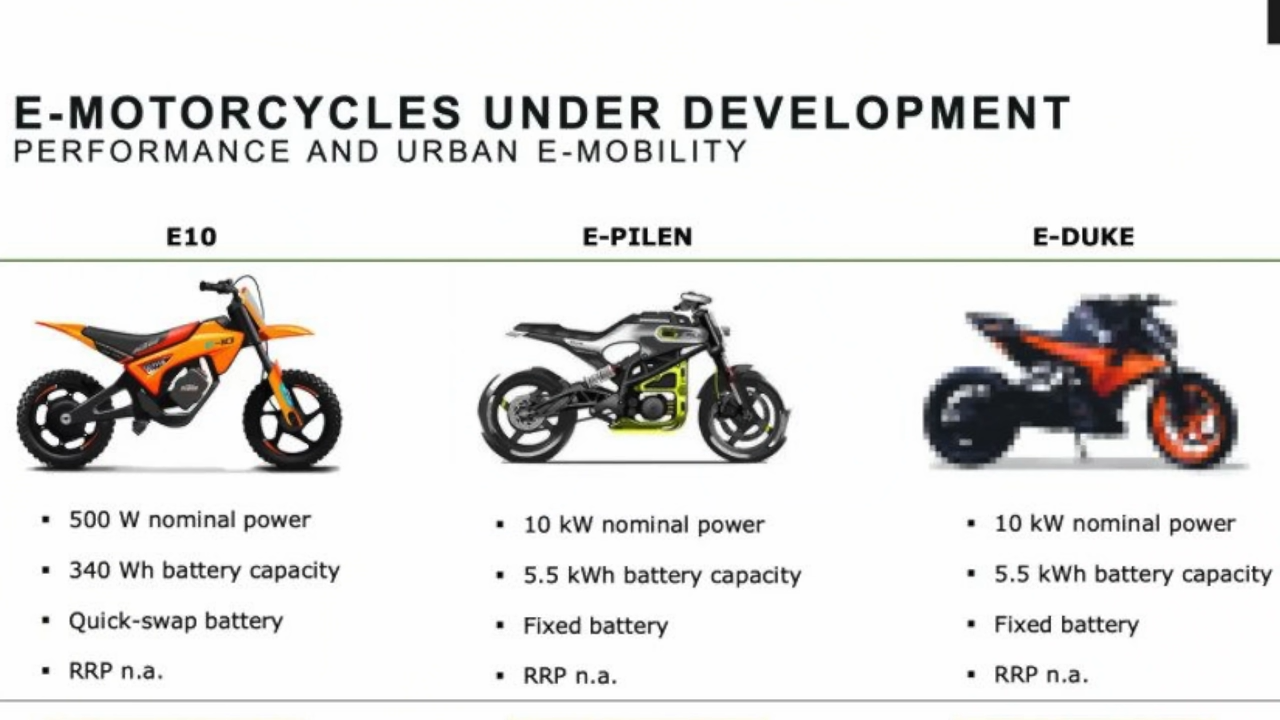 E-MOTORCYCLES UNDER DEVELOPMENT
PERFORMANCE AND URBAN E-MOBILITY
E10
E-PILEN
E-DUKE
E-10
▪ 500 W nominal power
▪ 340 Wh battery capacity
▪ Quick-swap battery
▪ RRP n.a.
▪ 10 kW nominal power
▪ 5.5 kWh battery capacity
▪ Fixed battery
▪ RRP n.a.
▪ 10 kW nominal power
▪ 5.5 kWh battery capacity
▪ Fixed battery
▪ RRP n.a.